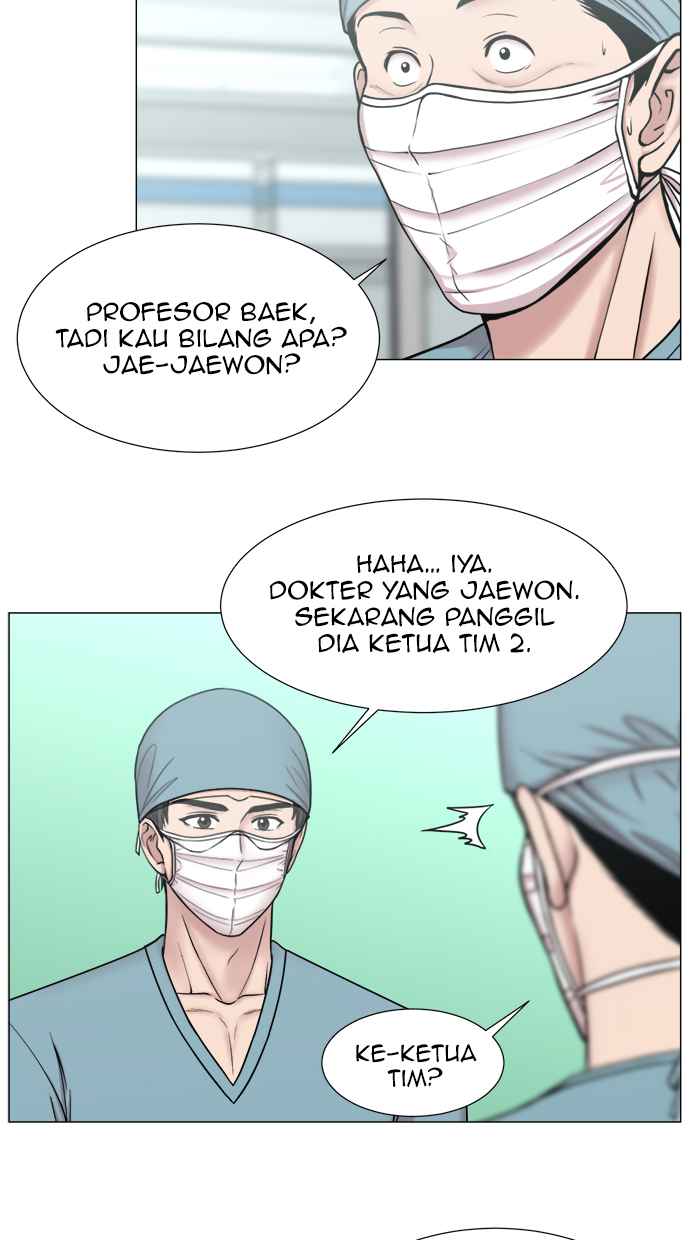 PROFESOR BAEK,
TADI KAU BILANG APA?
JAE-JAEWON?
HAHA... IYA.
DOKTER YANG JAEWON.
SEKARANG PANGGIL
DIA KETUA TIM 2.
KE-KETUA
TIM?